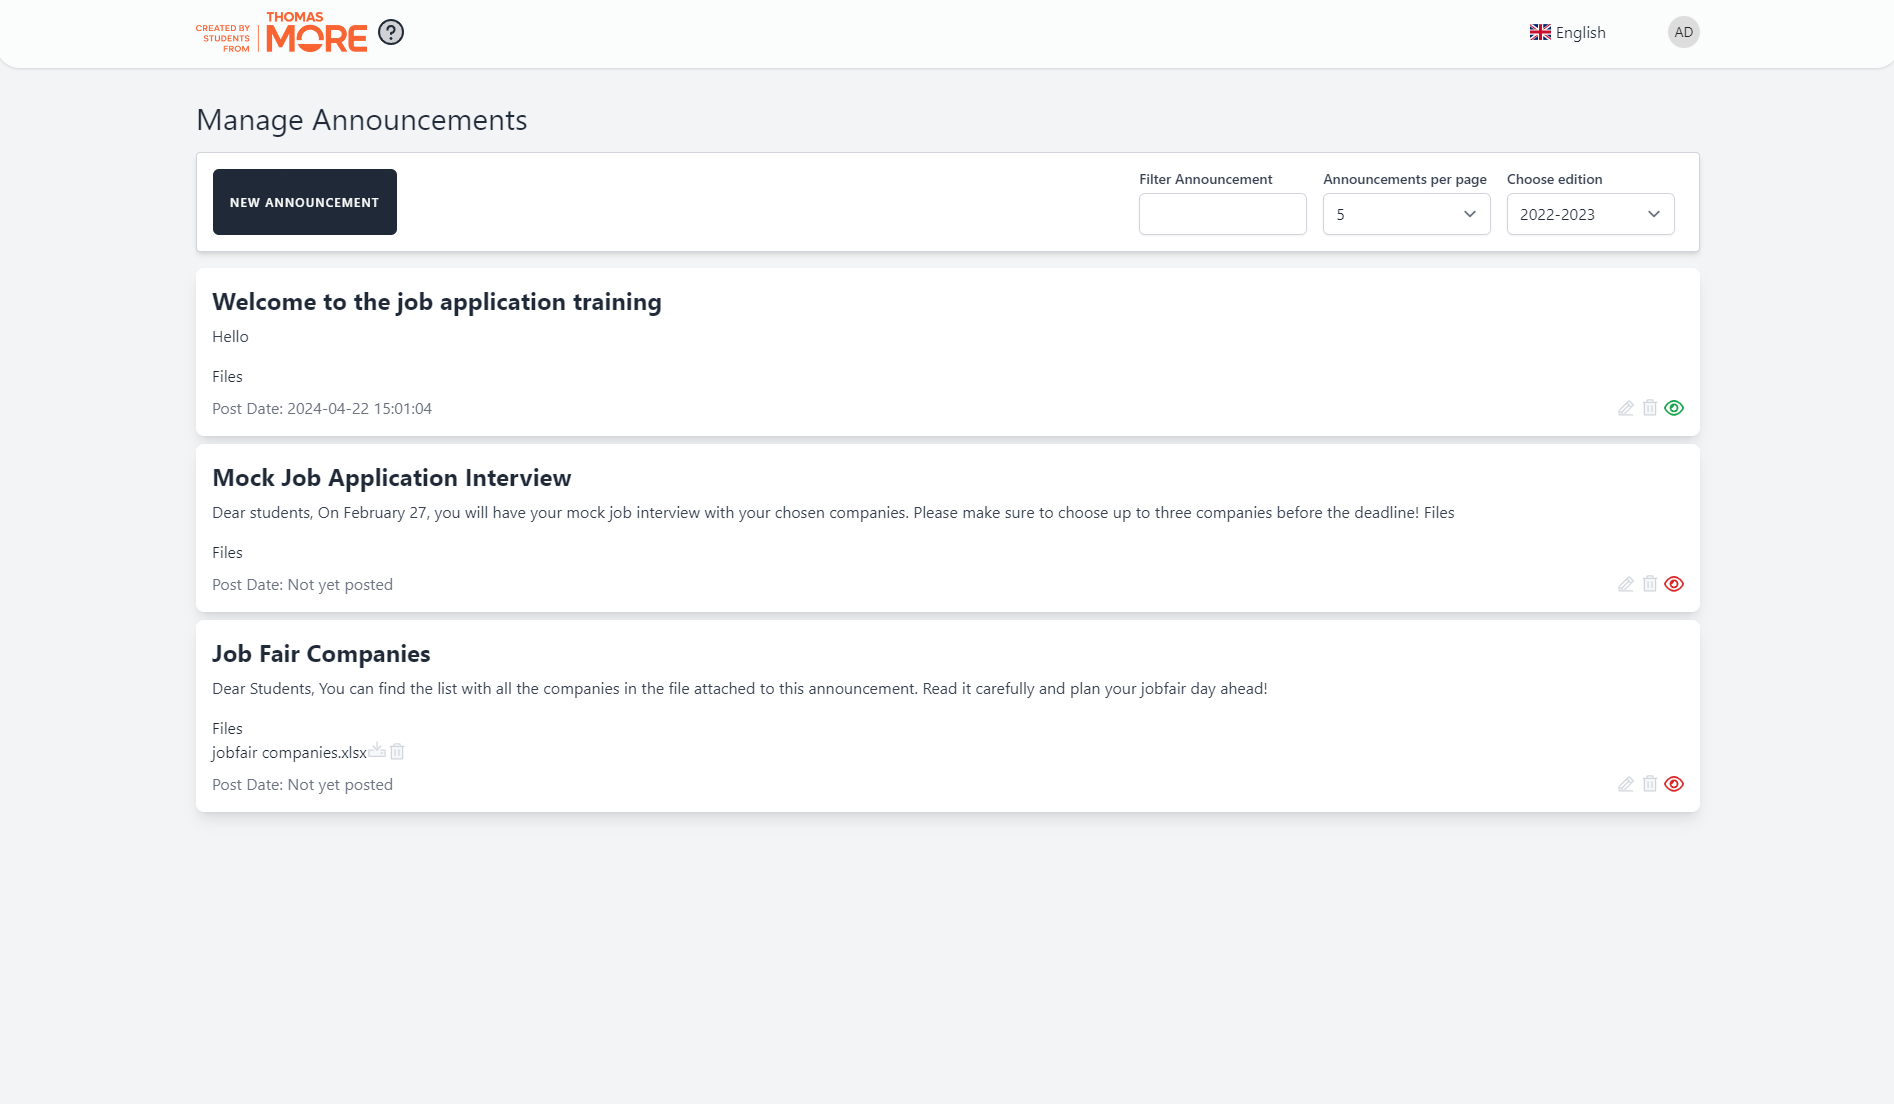 CREATED BY
STUDENTS
FROM
THOMAS
MORE
?
English
AD
Manage Announcements
NEW ANNOUNCEMENT
Filter Announcement
Announcements per page
5
Choose edition
2022-2023
Welcome to the job application training
Hello
Files
Post Date: 2024-04-22 15:01:04
Mock Job Application Interview
Dear students, On February 27, you will have your mock job interview with your chosen companies. Please make sure to choose up to three companies before the deadline! Files
Files
Post Date: Not yet posted
Job Fair Companies
Dear Students, You can find the list with all the companies in the file attached to this announcement. Read it carefully and plan your jobfair day ahead!
Files
jobfair companies.xlsx
Post Date: Not yet posted